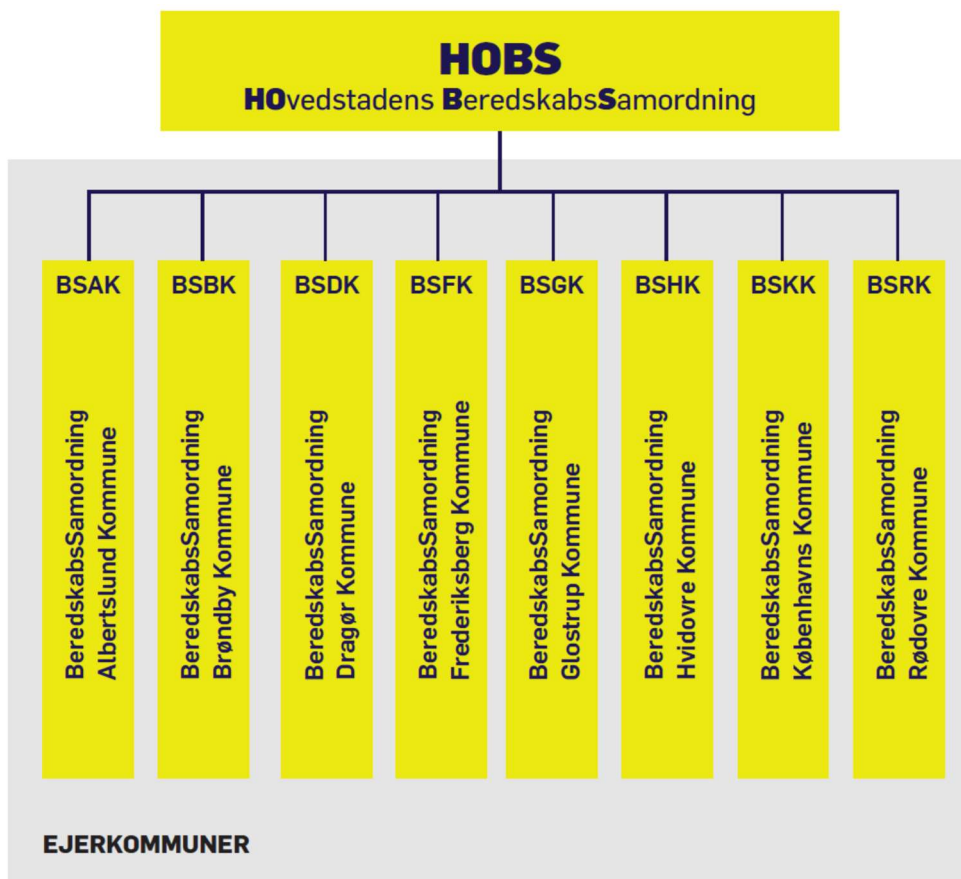 HOBS
HOvedstadens BeredskabsSamordning
BSAK
BeredskabsSamordning
Albertslund Kommune
BSBK
BeredskabsSamordning
Brøndby Kommune
BSDK
BeredskabsSamordning
Dragør Kommune
BSFK
BeredskabsSamordning
Frederiksberg Kommune
BSGK
BeredskabsSamordning
Glostrup Kommune
BSHK
BeredskabsSamordning
Hvidovre Kommune
BSKK
BeredskabsSamordning
Københavns Kommune
BSRK
BeredskabsSamordning
Rødovre Kommune
EJERKOMMUNER